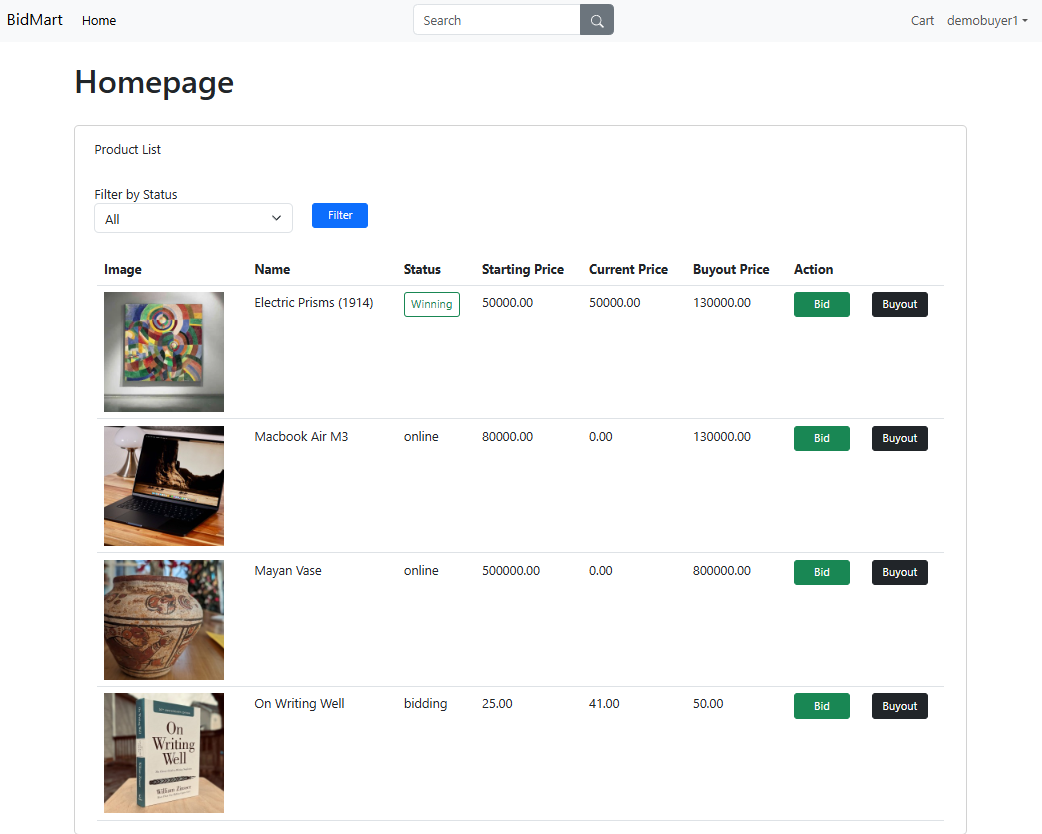 BidMart Home Search Cart demobuyer1
Homepage
Product List
Filter by Status
All Filter
Image Name Status Starting Price Current Price Buyout Price Action
Electric Prisms (1914) Winning 50000.00 50000.00 130000.00 Bid Buyout
Macbook Air M3 online 80000.00 0.00 130000.00 Bid Buyout
Mayan Vase online 500000.00 0.00 800000.00 Bid Buyout
On Writing Well bidding 25.00 41.00 50.00 Bid Buyout
On
Writing
Well
William Zinsser